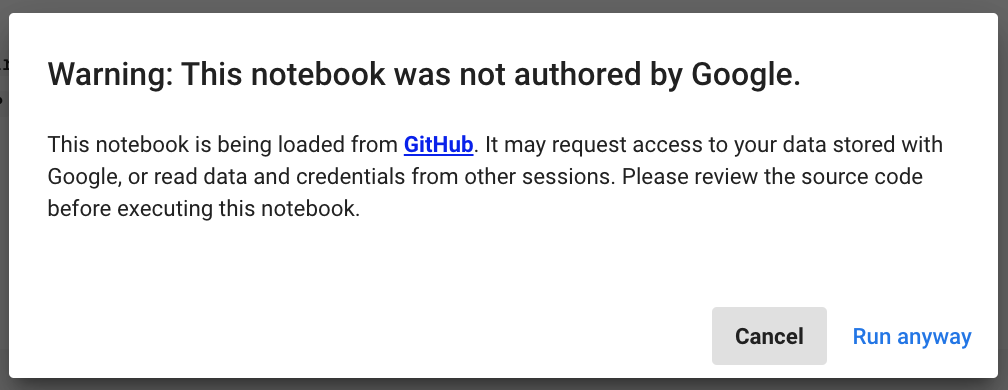 Warning: This notebook was not authored by Google.
This notebook is being loaded from GitHub. It may request access to your data stored with
Google, or read data and credentials from other sessions. Please review the source code
before executing this notebook.
Cancel Run anyway